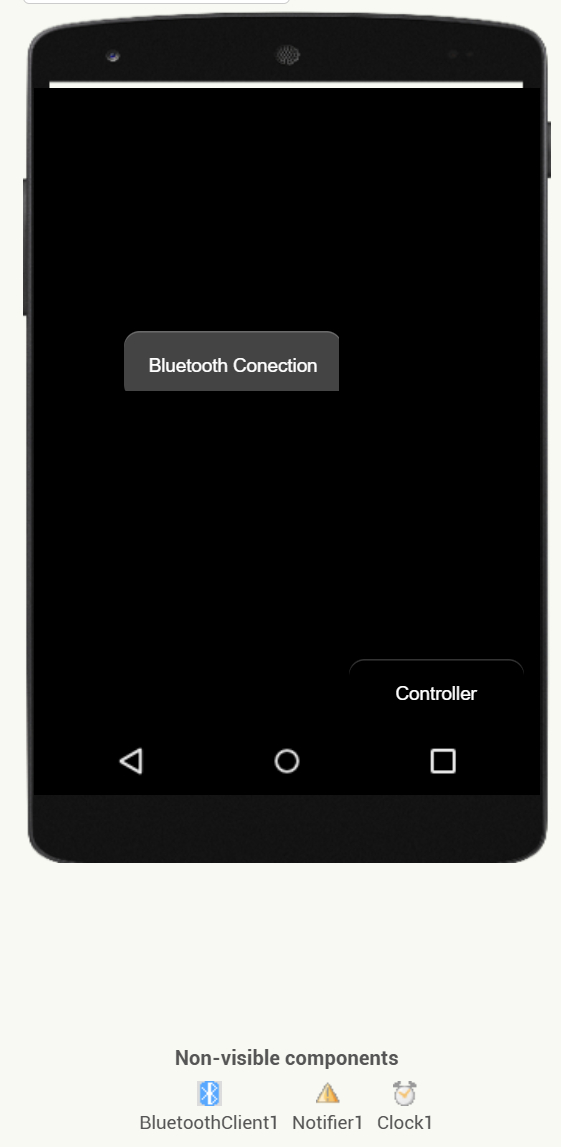 Bluetooth Conection
Controller
Non-visible components
BluetoothClient1 Notifier1 Clock1